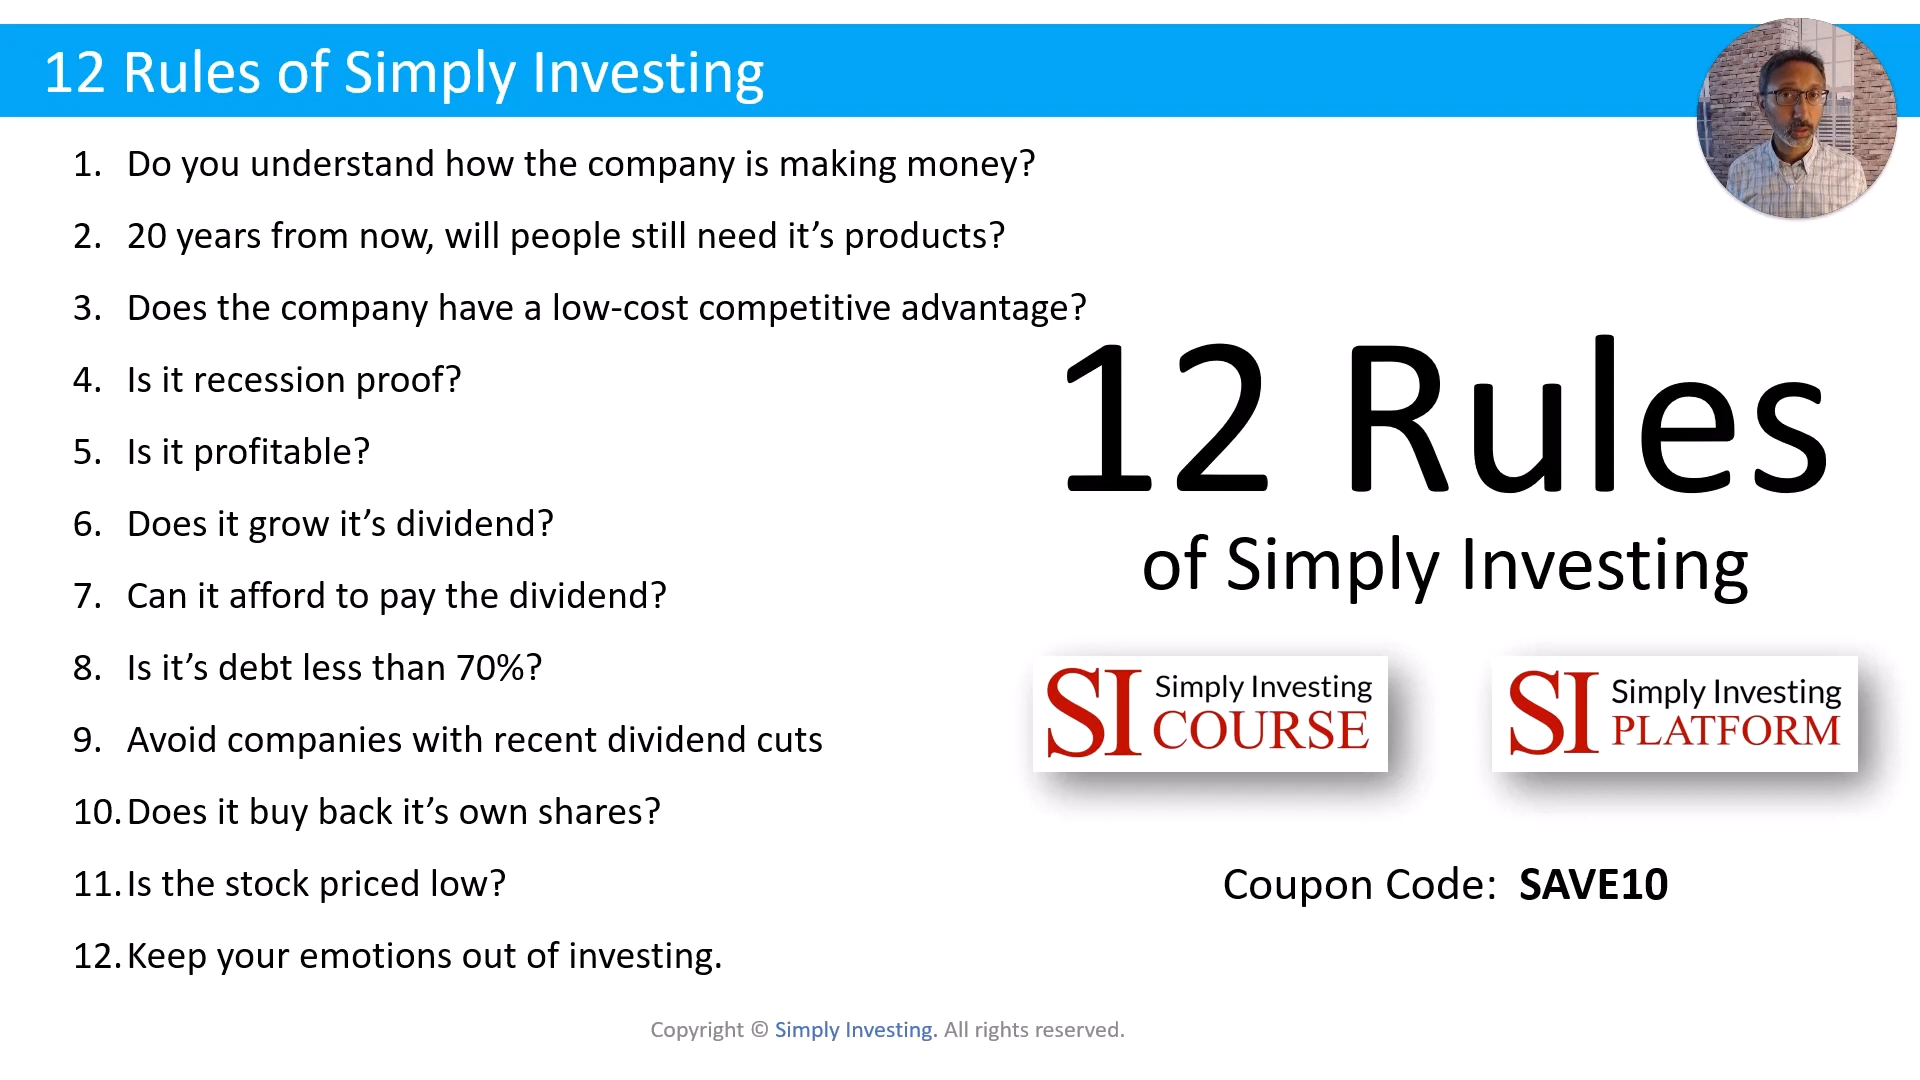 12 Rules of Simply Investing
1. Do you understand how the company is making money?
2. 20 years from now, will people still need it’s products?
3. Does the company have a low-cost competitive advantage?
4. Is it recession proof?
5. Is it profitable?
6. Does it grow it’s dividend?
7. Can it afford to pay the dividend?
8. Is it’s debt less than 70%?
9. Avoid companies with recent dividend cuts
10. Does it buy back it’s own shares?
11. Is the stock priced low?
12. Keep your emotions out of investing.
12 Rules
of Simply Investing
SI Simply Investing
COURSE
SI Simply Investing
PLATFORM
Coupon Code: SAVE10
Copyright © Simply Investing. All rights reserved.